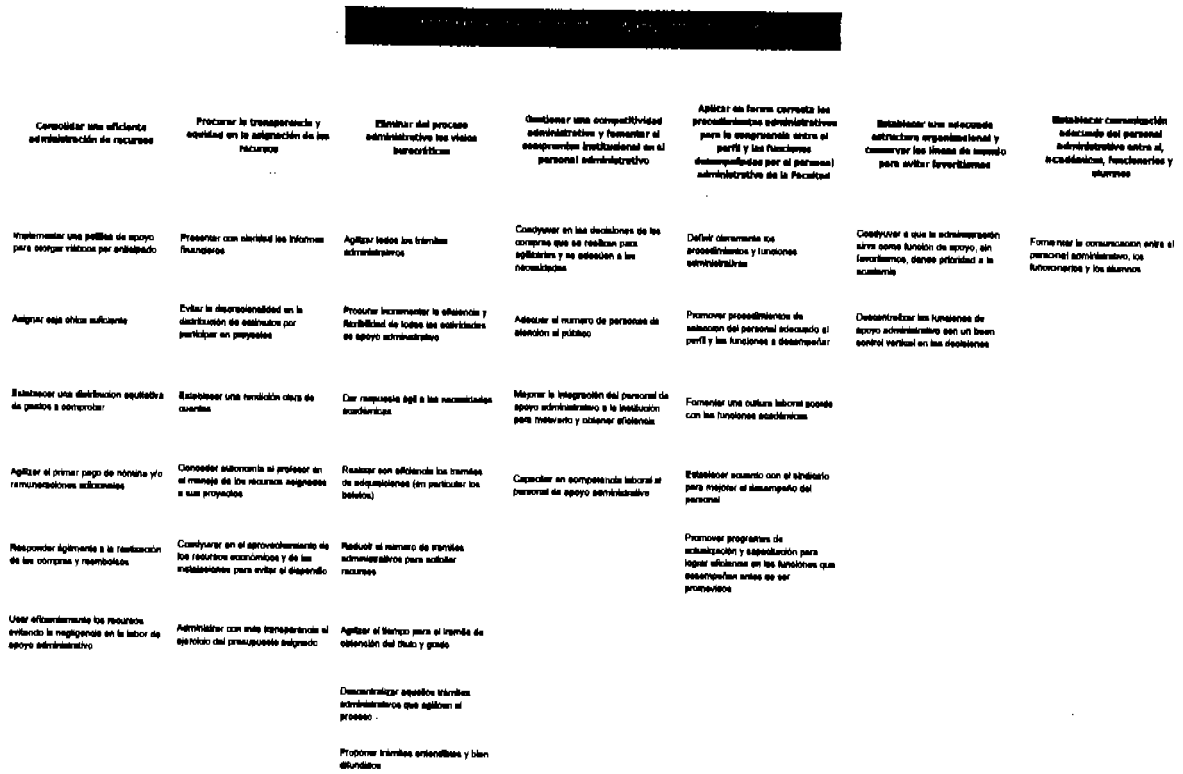 Consolidar una eficiente
administración de recursos
Implementar una política de apoyo
para otorgar viáticos por anticipado
Asignar caja chica suficiente
Establecer una distribución equitativa
de gastos a comprobar
Agilizar el primer pago de nómina y/o
remuneraciones adicionales
Responder ágilmente a la realización
de las compras y reembolsos
Usar eficientemente los recursos
evitando la negligencia en la labor de
apoyo administrativo
Procurar la transparencia y
equidad en la asignación de los
recursos
Presentar con claridad los informes
financieros
Evitar la discrecionalidad en la
distribución de estímulos por
participar en proyectos
Establecer una rendición clara de
cuentas
Conceder autonomía al profesor en
el manejo de los recursos asignados
a sus proyectos
Coadyuvar en el aprovechamiento de
los recursos económicos y de las
instalaciones para evitar el dispendio
Administrar con más transparencia el
ejercicio del presupuesto asignado
Eliminar del proceso
administrativo los vicios
burocráticos
Agilizar todos los trámites
administrativos
Procurar incrementar la eficiencia y
flexibilidad de todas las actividades
de apoyo administrativo
Dar respuesta ágil a las necesidades
académicas
Realizar con eficiencia los trámites
de adquisiciones (en particular los
boletos)
Reducir el número de trámites
administrativos para solicitar
recursos
Agilizar el tiempo para el trámite de
obtención del título y grado
Descentralizar aquellos trámites
administrativos que agilicen el
proceso
Proponer trámites entendibles y bien
difundidos
Gestionar una competitividad
administrativa y fomentar el
compromiso institucional en el
personal administrativo
Coadyuvar en las decisiones de las
compras que se realicen para
agilizarlas y se adecúen a las
necesidades
Adecuar el número de personas de
atención al público
Mejorar la integración del personal de
apoyo administrativo a la institución
para motivarlo y obtener eficiencia
Capacitar en competencia laboral al
personal de apoyo administrativo
Aplicar en forma correcta los
procedimientos administrativos
para la congruencia entre el
perfil y las funciones
desempeñadas por el personal
administrativo de la Facultad
Definir claramente los
procedimientos y funciones
administrativas
Promover procedimientos de
selección del personal adecuado al
perfil y las funciones a desempeñar
Fomentar una cultura laboral acorde
con las funciones académicas
Establecer acuerdo con el sindicato
para mejorar el desempeño del
personal
Promover programas de
actualización y capacitación para
lograr eficiencia en las funciones que
desempeñan antes de ser
promovidos
Establecer una adecuada
estructura organizacional y
conservar las líneas de mando
para evitar favoritismos
Coadyuvar a que la administración
sirva como función de apoyo, sin
favoritismos, dando prioridad a la
academia
Descentralizar las funciones de
apoyo administrativo con un buen
control vertical en las decisiones
Establecer comunicación
adecuada del personal
administrativo entre sí,
académicos, funcionarios y
alumnos
Fomentar la comunicación entre el
personal administrativo, los
funcionarios y los alumnos